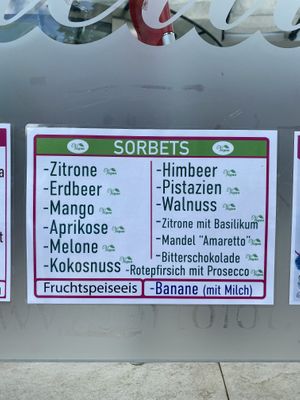 SORBETS
-Zitrone
-Erdbeer
-Mango
-Aprikose
-Melone
-Kokosnuss
-Himbeer
-Pistazien
-Walnuss
-Zitrone mit Basilikum
-Mandel "Amaretto"
-Bitterschokolade
-Rotepfirsich mit Prosecco
Fruchtspeiseeis
-Banane (mit Milch)